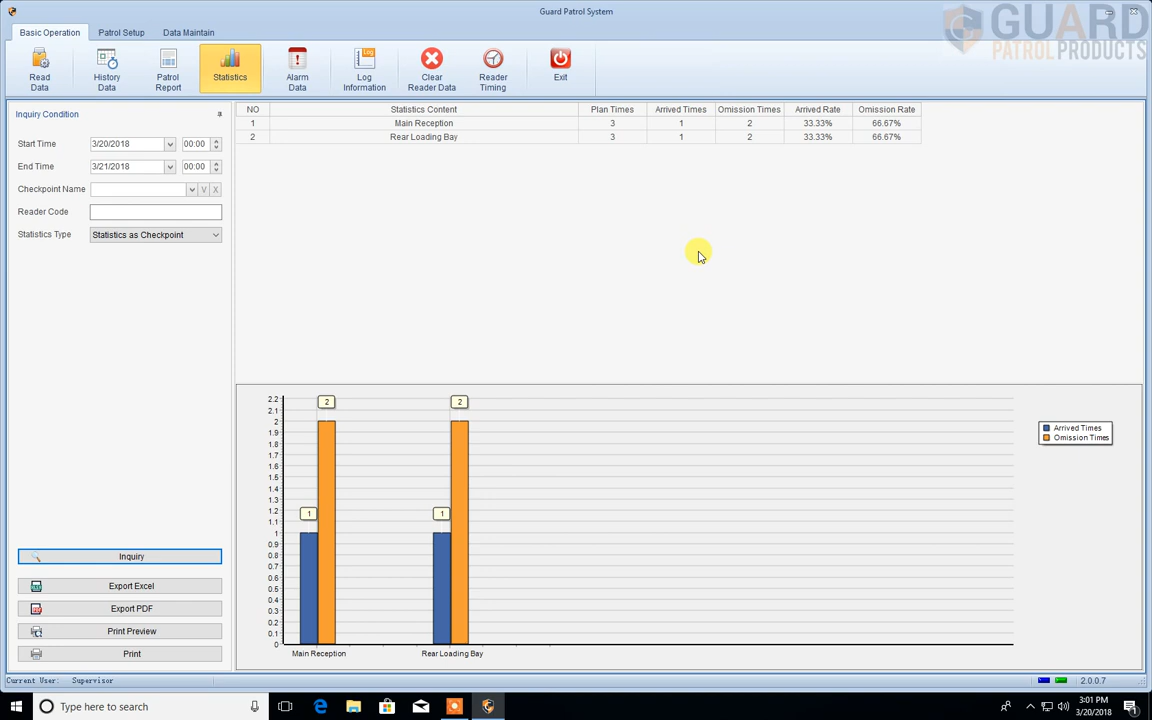 Guard Patrol System
GUARD
PATROL PRODUCTS
Basic Operation Patrol Setup Data Maintain
Read Data
History Data
Patrol Report
Statistics
Alarm Data
Log
Log Information
Clear Reader Data
Reader Timing
Exit
Inquiry Condition
Start Time 3/20/2018 00:00
End Time 3/21/2018 00:00
Checkpoint Name V X
Reader Code
Statistics Type Statistics as Checkpoint
Inquiry
Export Excel
Export PDF
Print Preview
Print
NO Statistics Content Plan Times Arrived Times Omission Times Arrived Rate Omission Rate
1 Main Reception 3 1 2 33.33% 66.67%
2 Rear Loading Bay 3 1 2 33.33% 66.67%
2.2
2.1
2
1.9
1.8
1.7
1.6
1.5
1.4
1.3
1.2
1.1
1
0.9
0.8
0.7
0.6
0.5
0.4
0.3
0.2
0.1
0
2 2
1 1
Main Reception Rear Loading Bay
Arrived Times
Omission Times
Current User: Supervisor 2.0.0.7
Type here to search
3:01 PM
3/20/2018
1